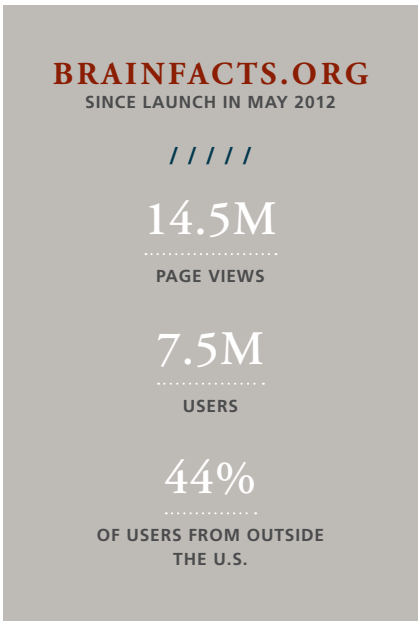 BRAINFACTS.ORG
SINCE LAUNCH IN MAY 2012
/ / / / /
14.5M
PAGE VIEWS
7.5M
USERS
44%
OF USERS FROM OUTSIDE
THE U.S.